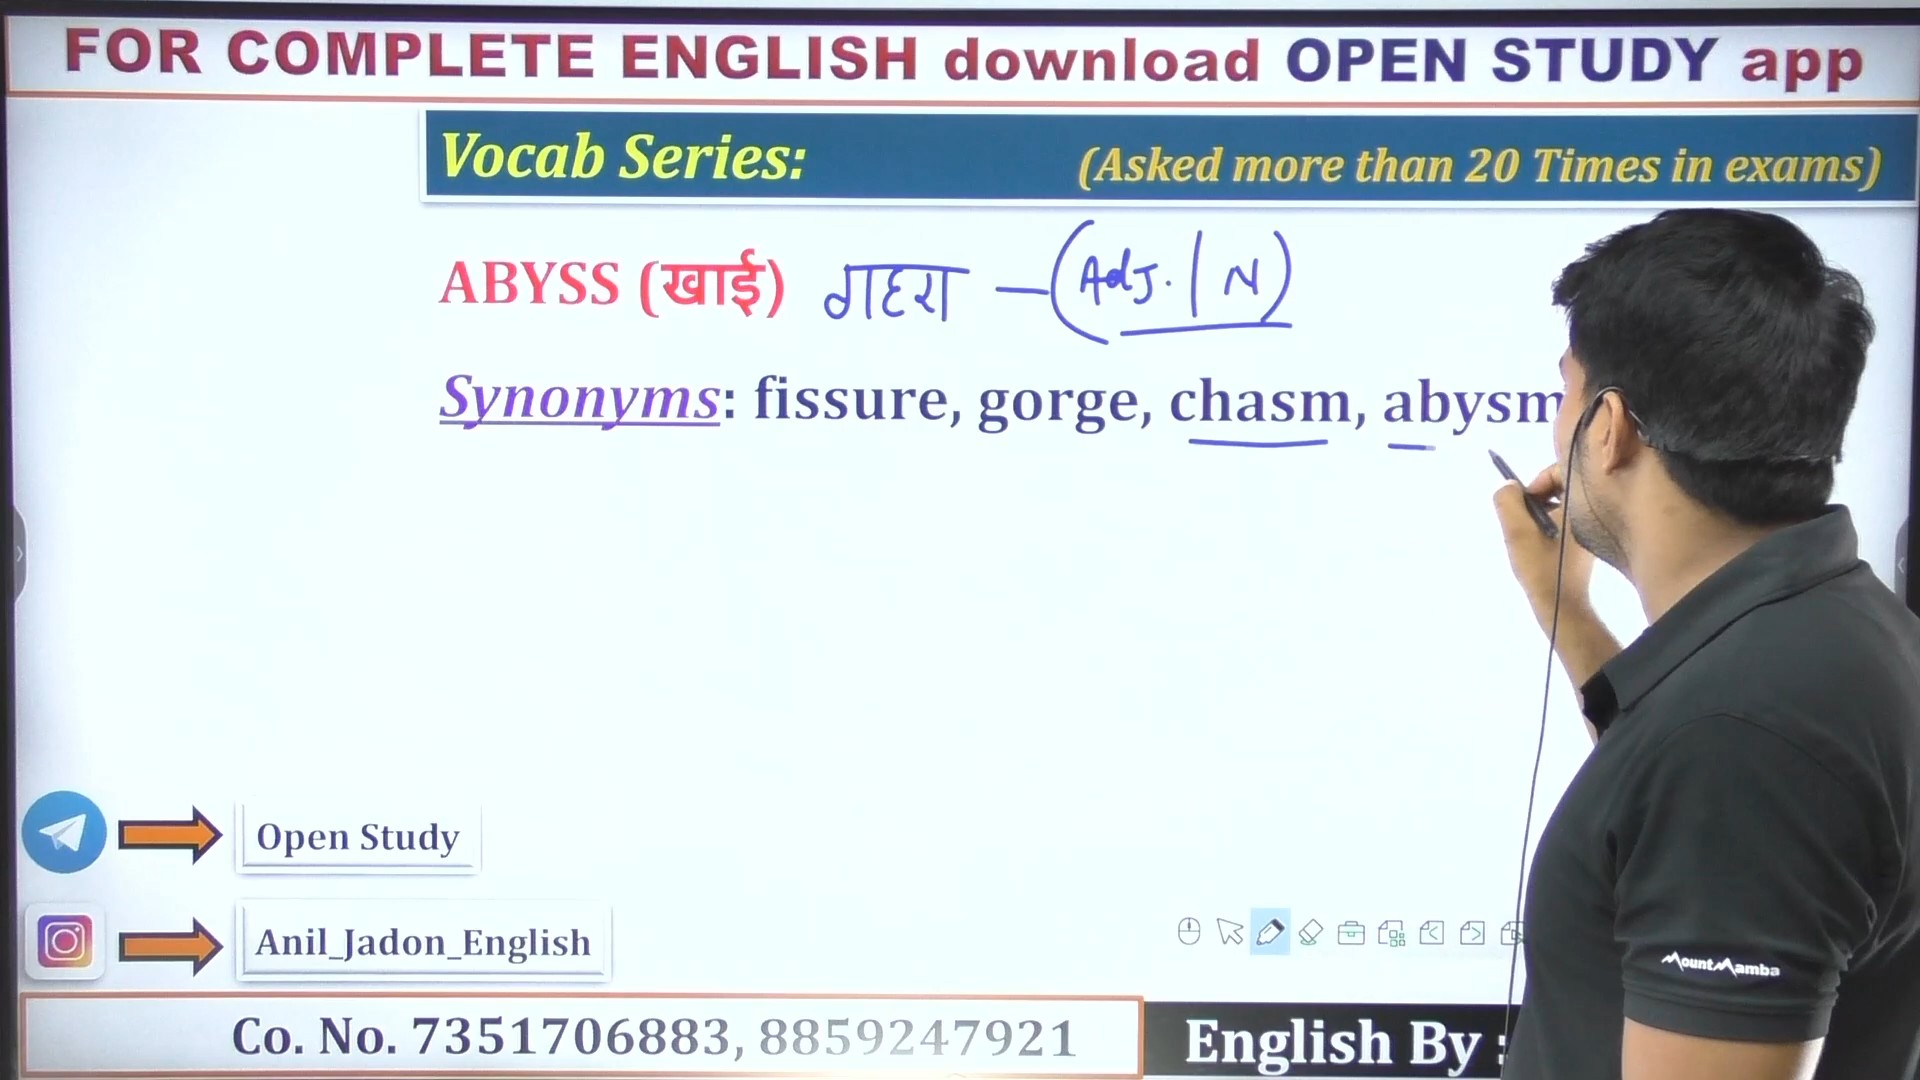 FOR COMPLETE ENGLISH download OPEN STUDY app
Vocab Series: (Asked more than 20 Times in exams)
ABYSS (खाई) गहरा — (Adj. | N)
Synonyms: fissure, gorge, chasm, abysm
Open Study
Anil_Jadon_English
Co. No. 7351706883, 8859247921
English By :
MountMamba